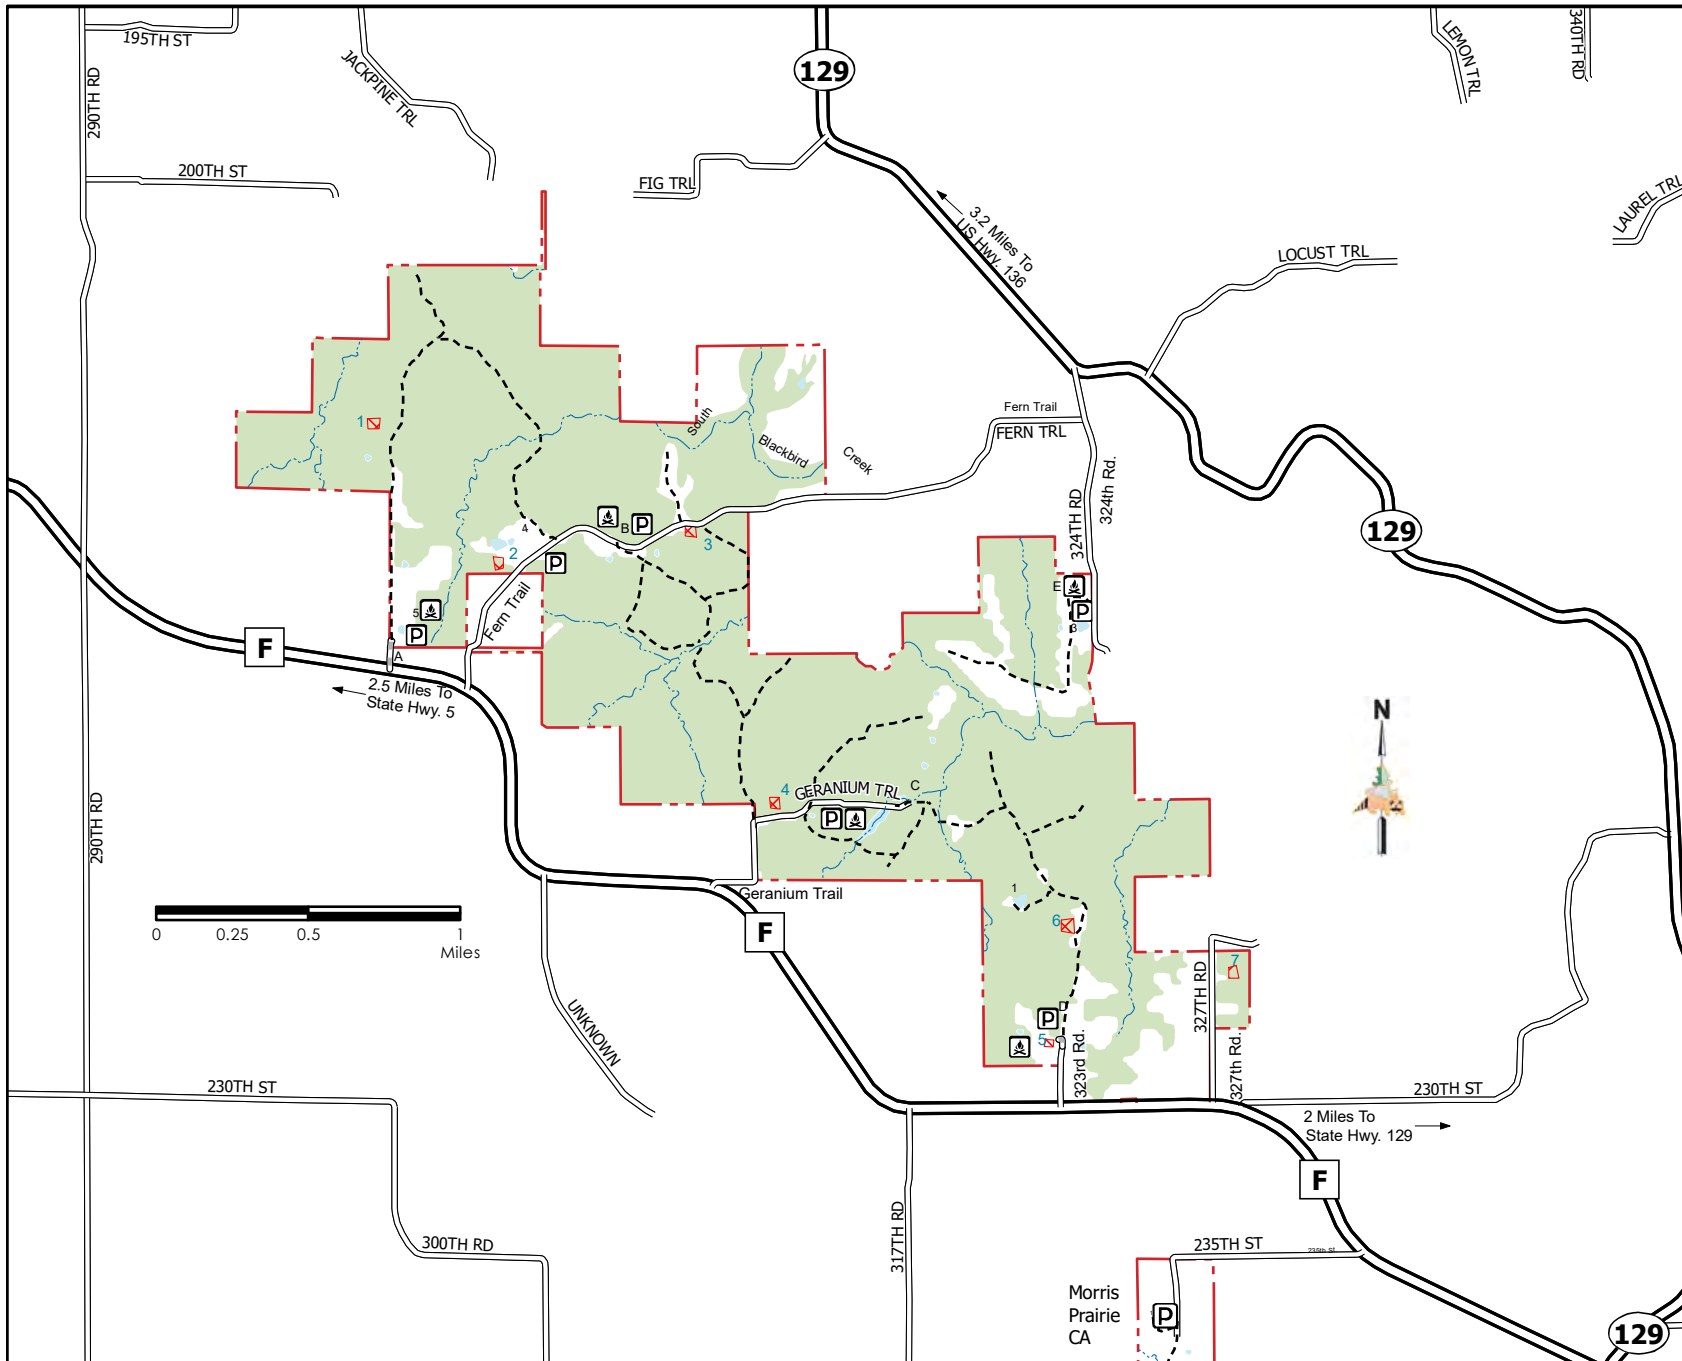 195TH ST
290TH RD
JACKPINE TRL
129
LEMON TRL
340TH RD
200TH ST
FIG TRL
3.2 Miles To
US Hwy. 136
LAUREL TRL
LOCUST TRL
1
South
Blackbird
Creek
Fern Trail
FERN TRL
324TH RD
324th Rd.
129
4
2
B
P
3
P
Fern Trail
5
P
A
F
2.5 Miles To
State Hwy. 5
E
P
3
N
4
GERANIUM TRL
C
P
290TH RD
0
0.25
0.5
1
Miles
Geranium Trail
F
1
6
7
D
P
5
323rd Rd.
327TH RD
327th Rd.
UNKNOWN
230TH ST
230TH ST
2 Miles To
State Hwy. 129
F
317TH RD
300TH RD
235TH ST
235th St
Morris
Prairie
CA
P
2
129